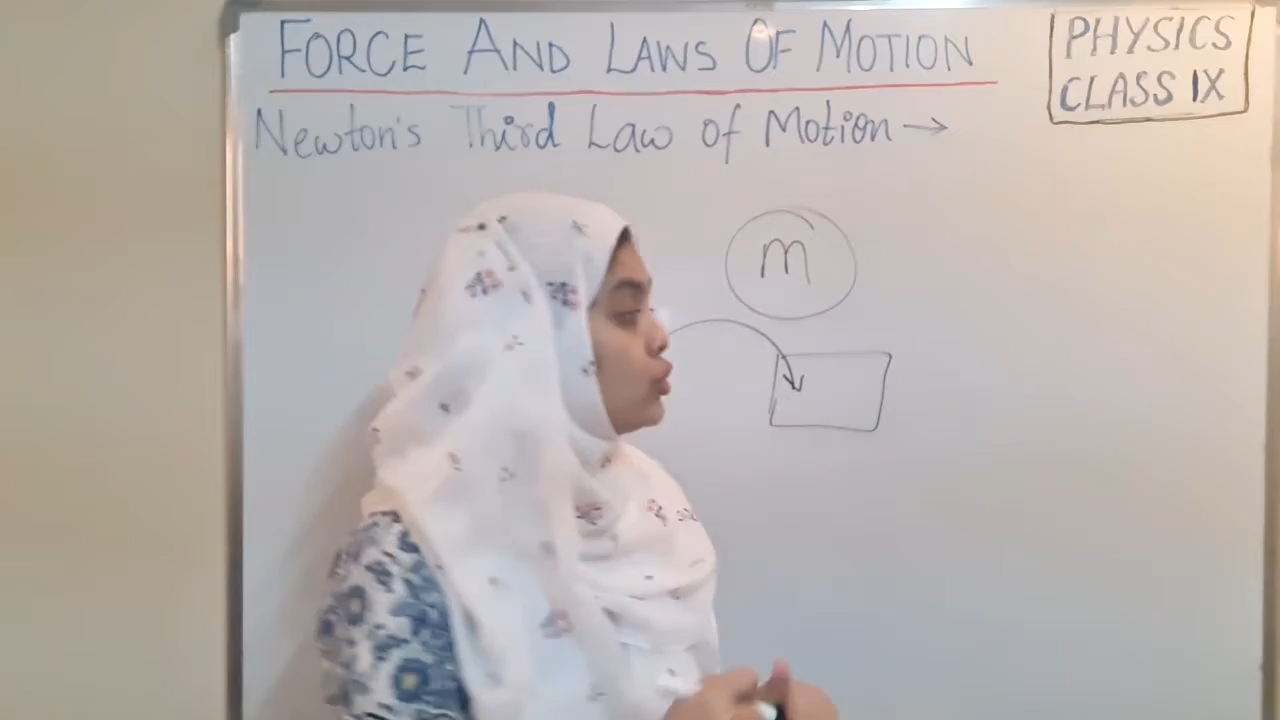 FORCE AND LAWS OF MOTION
PHYSICS
CLASS IX
Newton's Third Law of Motion →
m